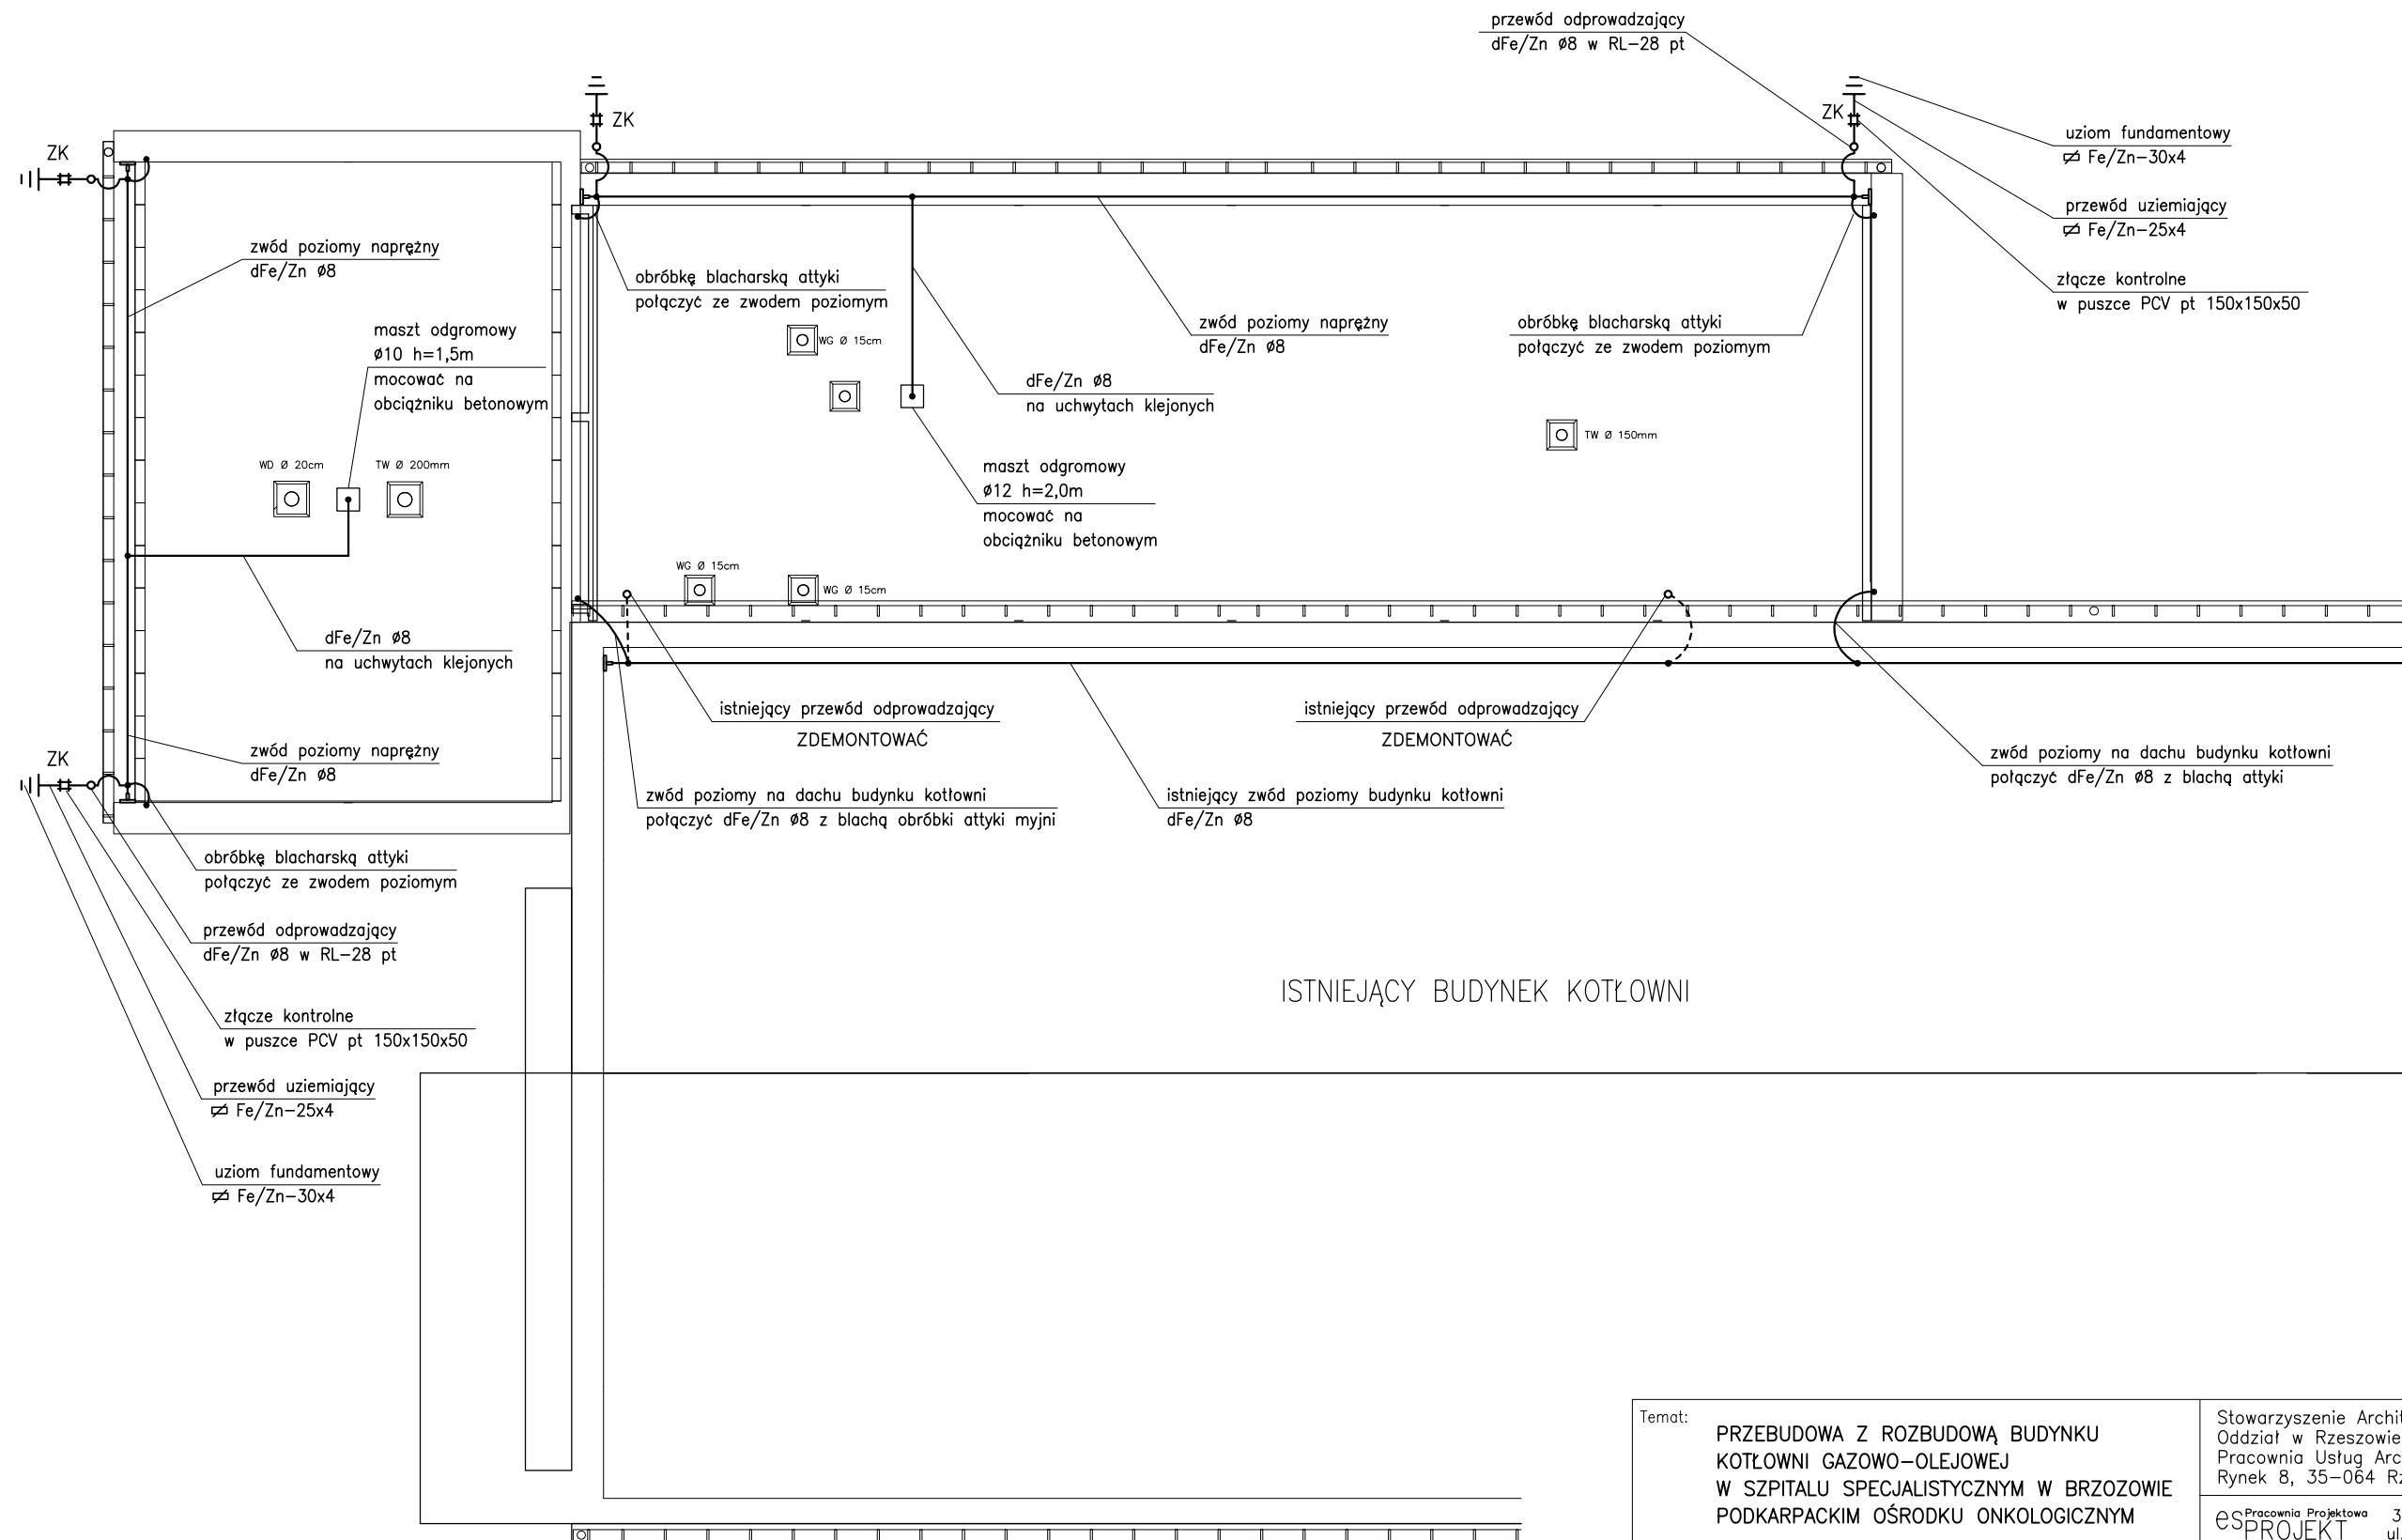 przewód odprowadzający
dFe/Zn ø8 w RL-28 pt
ZK
ZK
ZK
uziom fundamentowy
Fe/Zn-30x4
przewód uziemiający
Fe/Zn-25x4
złącze kontrolne
w puszce PCV pt 150x150x50
zwód poziomy naprężny
dFe/Zn ø8
obróbkę blacharską attyki
połączyć ze zwodem poziomym
maszt odgromowy
ø10 h=1,5m
mocować na
obciążniku betonowym
WG Ø 15cm
zwód poziomy naprężny
dFe/Zn ø8
obróbkę blacharską attyki
połączyć ze zwodem poziomym
dFe/Zn ø8
na uchwytach klejonych
TW Ø 150mm
WD Ø 20cm
TW Ø 200mm
maszt odgromowy
ø12 h=2,0m
mocować na
obciążniku betonowym
WG Ø 15cm
WG Ø 15cm
dFe/Zn ø8
na uchwytach klejonych
istniejący przewód odprowadzający
ZDEMONTOWAĆ
istniejący przewód odprowadzający
ZDEMONTOWAĆ
ZK
zwód poziomy naprężny
dFe/Zn ø8
zwód poziomy na dachu budynku kotłowni
połączyć dFe/Zn ø8 z blachą attyki
zwód poziomy na dachu budynku kotłowni
połączyć dFe/Zn ø8 z blachą obróbki attyki myjni
istniejący zwód poziomy budynku kotłowni
dFe/Zn ø8
obróbkę blacharską attyki
połączyć ze zwodem poziomym
przewód odprowadzający
dFe/Zn ø8 w RL-28 pt
złącze kontrolne
w puszce PCV pt 150x150x50
przewód uziemiający
Fe/Zn-25x4
uziom fundamentowy
Fe/Zn-30x4
ISTNIEJĄCY BUDYNEK KOTŁOWNI
Temat:
PRZEBUDOWA Z ROZBUDOWĄ BUDYNKU
KOTŁOWNI GAZOWO-OLEJOWEJ
W SZPITALU SPECJALISTYCZNYM W BRZOZOWIE
PODKARPACKIM OŚRODKU ONKOLOGICZNYM
Stowarzyszenie
Oddział w Rzeszowie
Pracownia Usług
Rynek 8, 35-064
esPROJEKT
Pracownia Projektowa
ul.